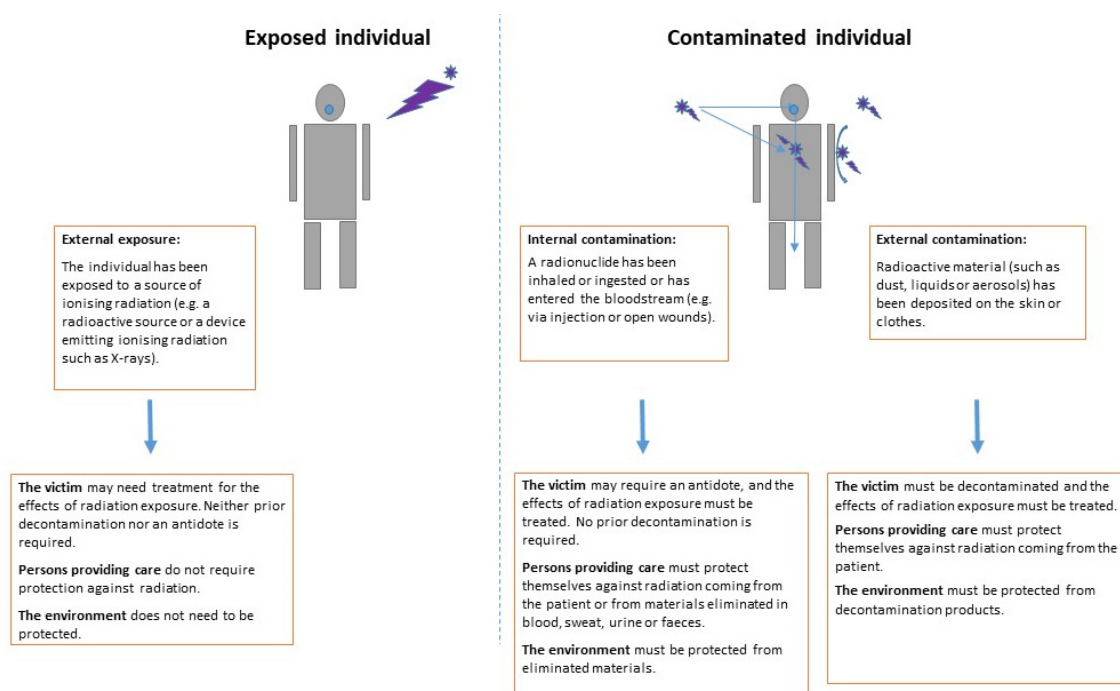 Exposed individual
External exposure:
The individual has been
exposed to a source of
ionising radiation (e.g. a
radioactive source or a device
emitting ionising radiation
such as X-rays).
The victim may need treatment for the
effects of radiation exposure. Neither prior
decontamination nor an antidote is
required.
Persons providing care do not require
protection against radiation.
The environment does not need to be
protected.
Contaminated individual
Internal contamination:
A radionuclide has been
inhaled or ingested or has
entered the bloodstream (e.g.
via injection or open wounds).
The victim may require an antidote, and the
effects of radiation exposure must be
treated. No prior decontamination is
required.
Persons providing care must protect
themselves against radiation coming from
the patient or from materials eliminated in
blood, sweat, urine or faeces.
The environment must be protected from
eliminated materials.
External contamination:
Radioactive material (such as
dust, liquids or aerosols) has
been deposited on the skin or
clothes.
The victim must be decontaminated and the
effects of radiation exposure must be treated.
Persons providing care must protect
themselves against radiation coming from the
patient.
The environment must be protected from
decontamination products.